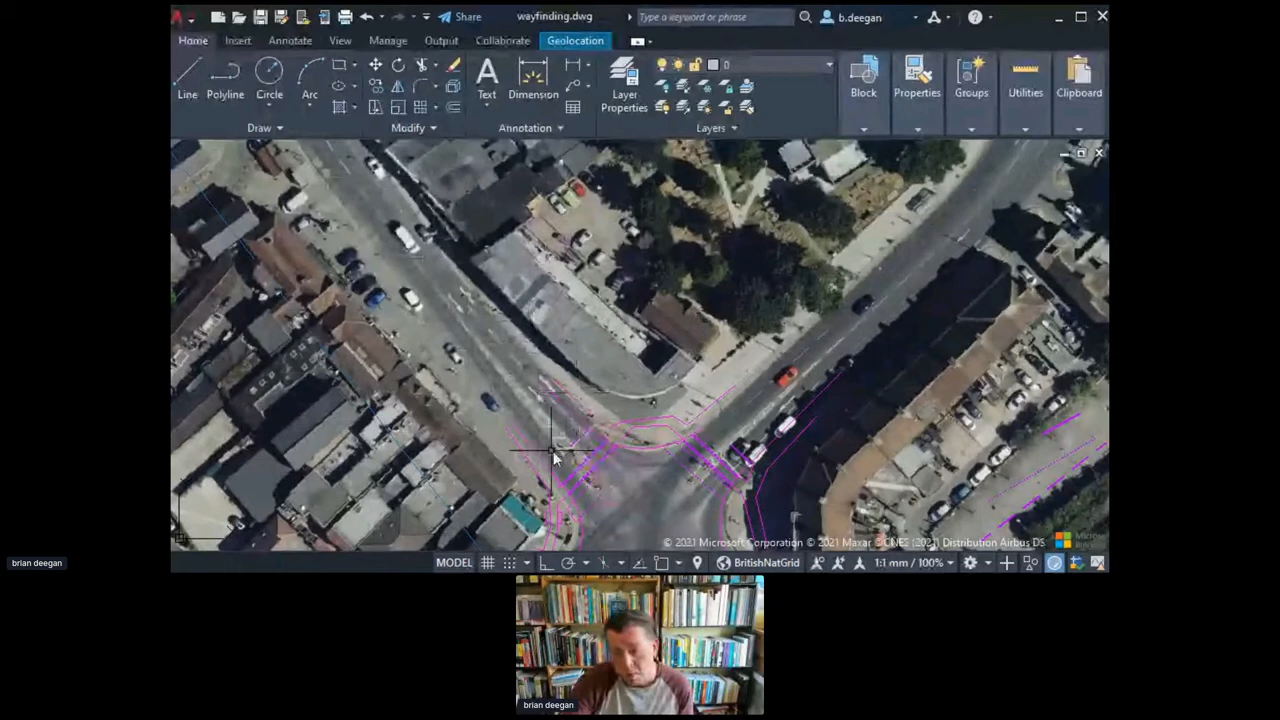 Share
wayfinding.dwg
Type a keyword or phrase
b.deegan
Home Insert Annotate View Manage Output Collaborate Geolocation
Line Polyline Circle Arc
Text Dimension
Layer Properties
0
Block Properties Groups Utilities Clipboard
Draw Modify Annotation Layers
© 2021 Microsoft Corporation © 2021 Maxar ©CNES (2021) Distribution Airbus DS
Microsoft
MODEL
BritishNatGrid
1:1 mm / 100%
brian deegan
brian deegan